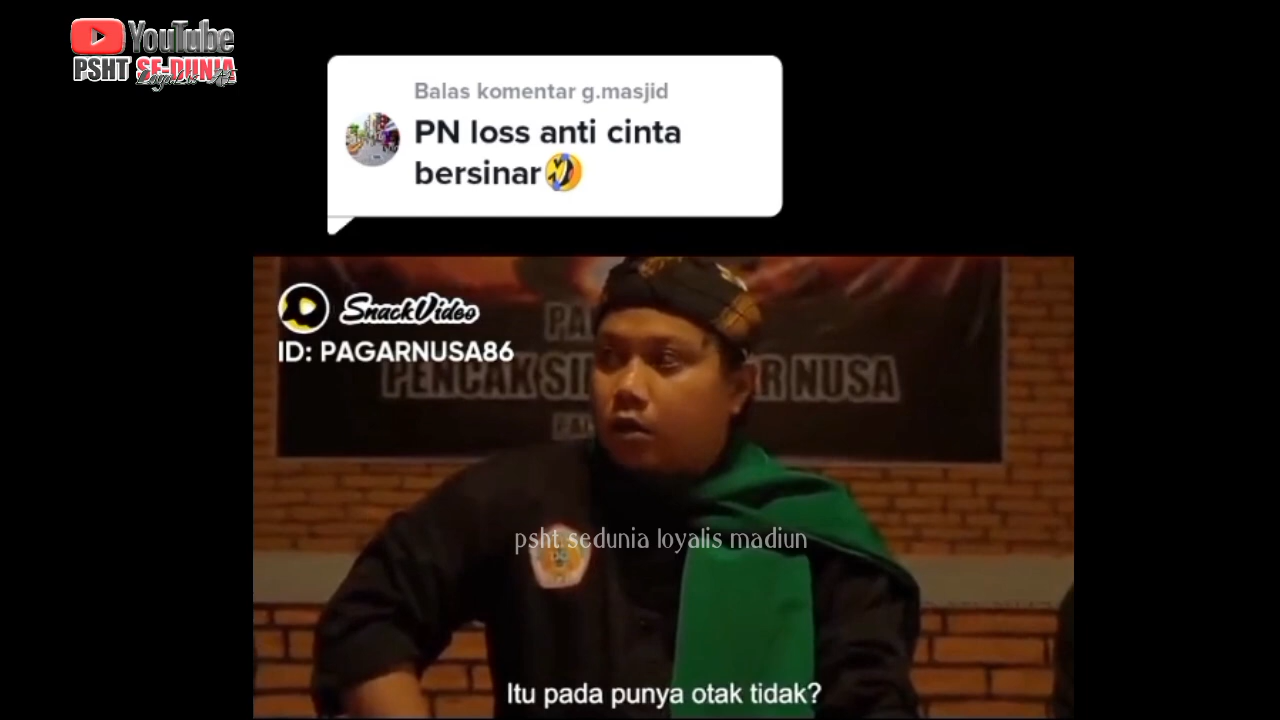 YouTube
PSHT SE-DUNIA
Balas komentar g.masjid
PN loss anti cinta
bersinar🤣
SnackVideo
ID: PAGARNUSA86
PENCAK NUSA
psht sedunia loyalis madiun
Itu pada punya otak tidak?